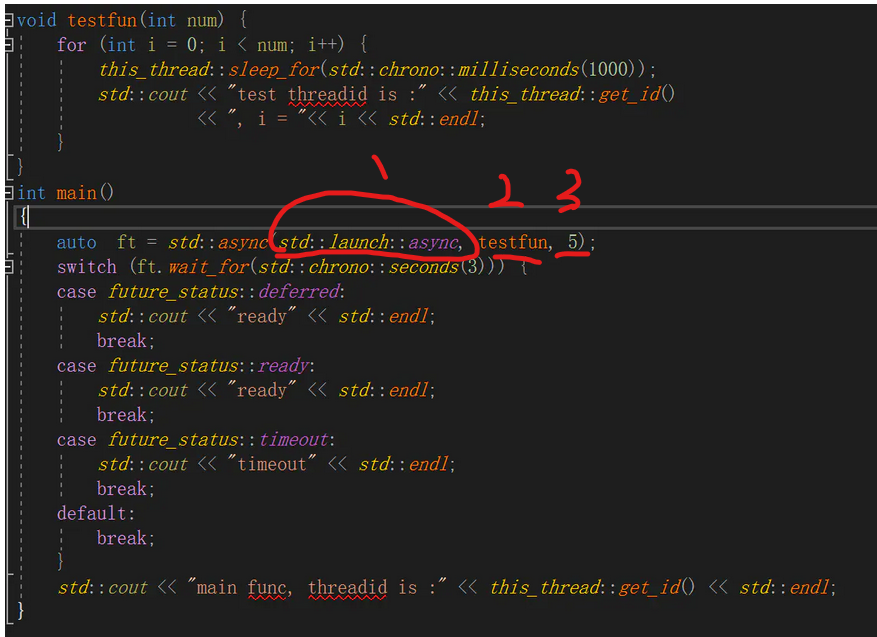 void testfun(int num) {
for (int i = 0; i < num; i++) {
this_thread::sleep_for(std::chrono::milliseconds(1000));
std::cout << "test threadid is :" << this_thread::get_id()
<< ", i = "<< i << std::endl;
}
}
1 2 3
int main()
{
auto ft = std::async(std::launch::async, testfun, 5);
switch (ft.wait_for(std::chrono::seconds(3))) {
case future_status::deferred:
std::cout << "ready" << std::endl;
break;
case future_status::ready:
std::cout << "ready" << std::endl;
break;
case future_status::timeout:
std::cout << "timeout" << std::endl;
break;
default:
break;
}
std::cout << "main func, threadid is :" << this_thread::get_id() << std::endl;
}